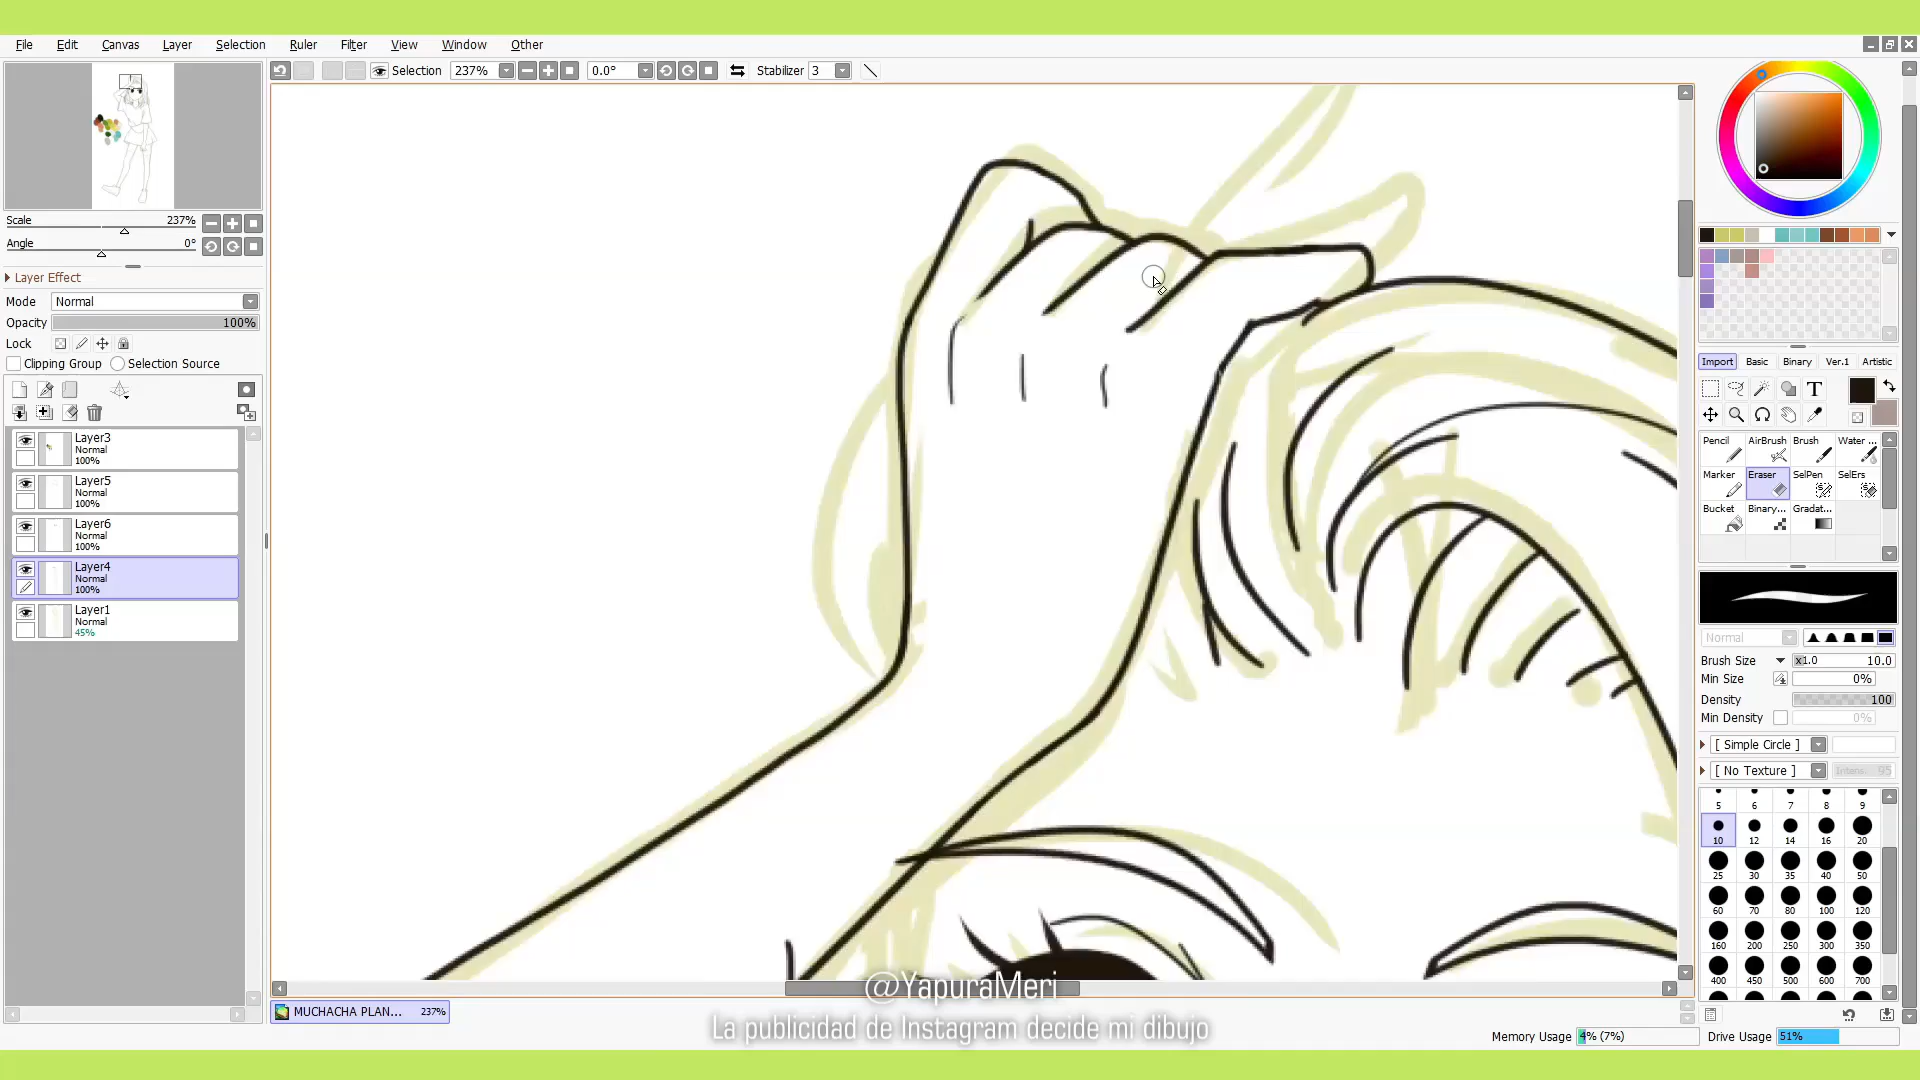 File Edit Canvas Layer Selection Ruler Filter View Window Other
Selection 237% 0.0° Stabilizer 3
Scale 237%
Angle 0°
Layer Effect
Mode Normal
Opacity 100%
Lock
Clipping Group Selection Source
Layer3
Normal
100%
Layer5
Normal
100%
Layer6
Normal
100%
Layer4
Normal
100%
Layer1
Normal
45%
Import Basic Binary Ver.1 Artistic
T
Pencil AirBrush Brush Water ...
Marker Eraser SelPen SelErs
Bucket Binary... Gradat...
Normal
Brush Size x1.0 10.0
Min Size 0%
Density 100
Min Density 0%
[ Simple Circle ]
[ No Texture ] Intens: 95
5 6 7 8 9
10 12 14 16 20
25 30 35 40 50
60 70 80 100 120
160 200 250 300 350
400 450 500 600 700
@YapuraMeri
MUCHACHA PLAN... 237%
La publicidad de Instagram decide mi dibujo
Memory Usage 4% (7%) Drive Usage 51%